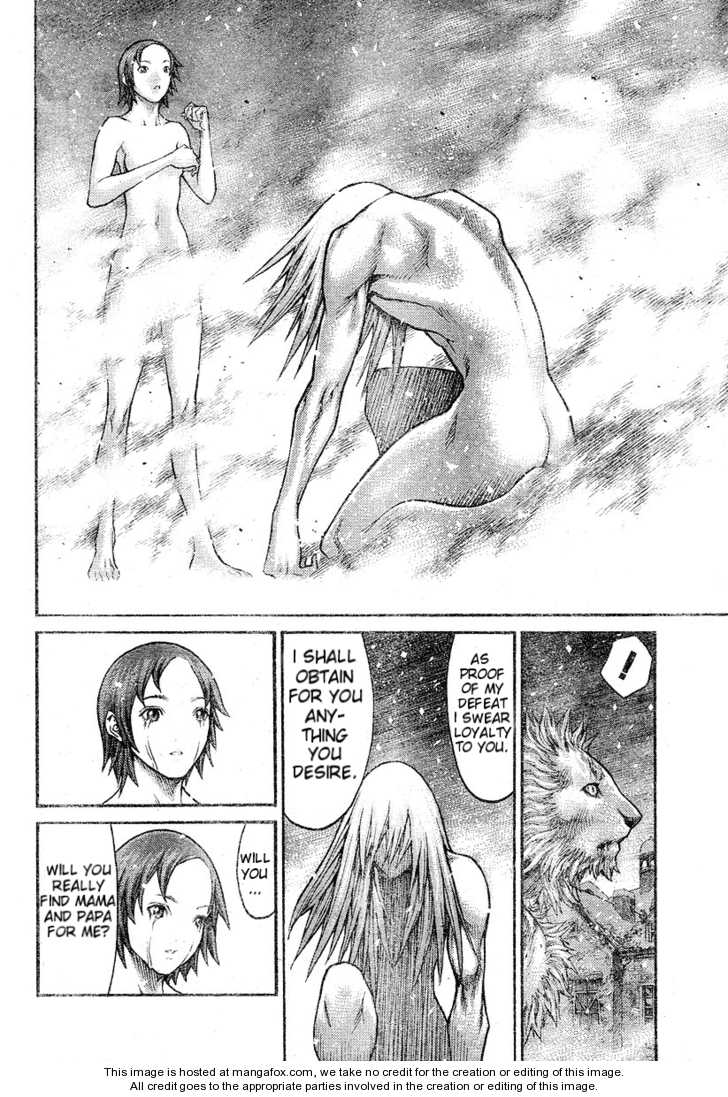 !
AS
PROOF
OF MY
DEFEAT
I SWEAR
LOYALTY
TO YOU.
I SHALL
OBTAIN
FOR YOU
ANY-
THING
YOU
DESIRE.
WILL
YOU
...
WILL YOU
REALLY
FIND MAMA
AND PAPA
FOR ME?
This image is hosted at mangafox.com, we take no credit for the creation or editing of this image.
All credit goes to the appropriate parties involved in the creation or editing of this image.